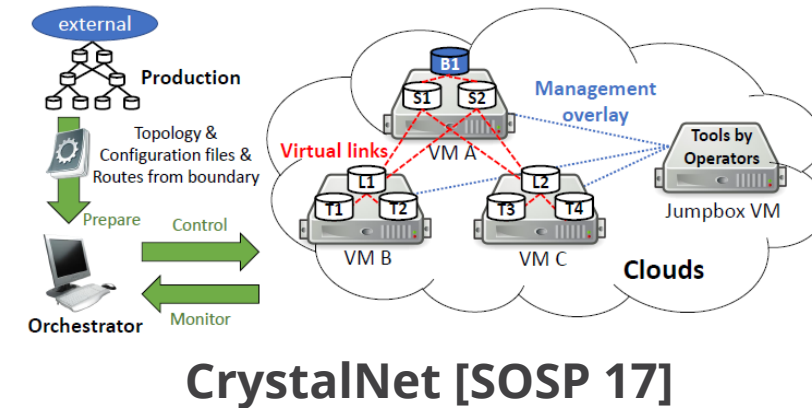 external
Production
Topology &
Configuration files &
Routes from boundary
Prepare
Control
Monitor
Orchestrator
B1
S1
S2
VM A
Virtual links
Management
overlay
L1
T1
T2
VM B
L2
T3
T4
VM C
Tools by
Operators
Jumpbox VM
Clouds
CrystalNet [SOSP 17]